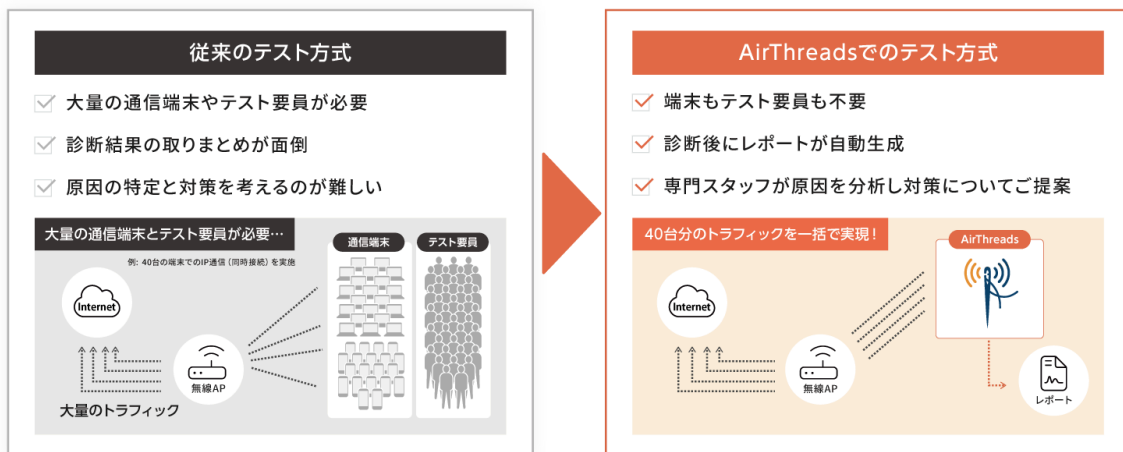 従来のテスト方式
大量の通信端末やテスト要員が必要
診断結果の取りまとめが面倒
原因の特定と対策を考えるのが難しい
大量の通信端末とテスト要員が必要…
例: 40台の端末でのIP通信(同時接続)を実施
通信端末
テスト要員
Internet
無線AP
大量のトラフィック
AirThreadsでのテスト方式
端末もテスト要員も不要
診断後にレポートが自動生成
専門スタッフが原因を分析し対策についてご提案
40台分のトラフィックを一括で実現!
AirThreads
Internet
無線AP
レポート